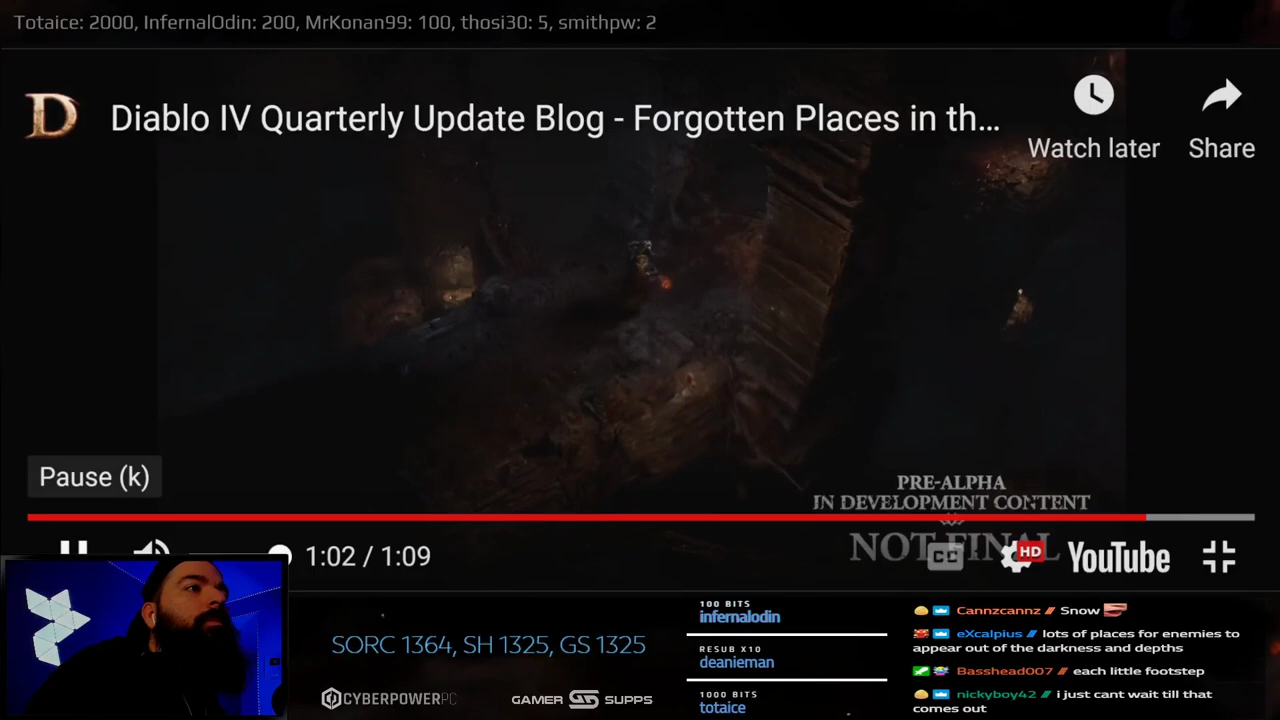 Totaice: 2000, InfernalOdin: 200, MrKonan99: 100, thosi30: 5, smithpw: 2
D
Diablo IV Quarterly Update Blog - Forgotten Places in th...
Watch later
Share
Pause (k)
PRE-ALPHA
IN DEVELOPMENT CONTENT
NOT FINAL
1:02 / 1:09
CC
HD
YouTube
SORC 1364, SH 1325, GS 1325
CYBERPOWERPC
GAMER GS SUPPS
100 BITS
infernalodin
RESUB X10
deanieman
1000 BITS
totaice
Cannzcannz // Snow
eXcalpius // lots of places for enemies to
appear out of the darkness and depths
Basshead007 // each little footstep
nickyboy42 // i just cant wait till that
comes out